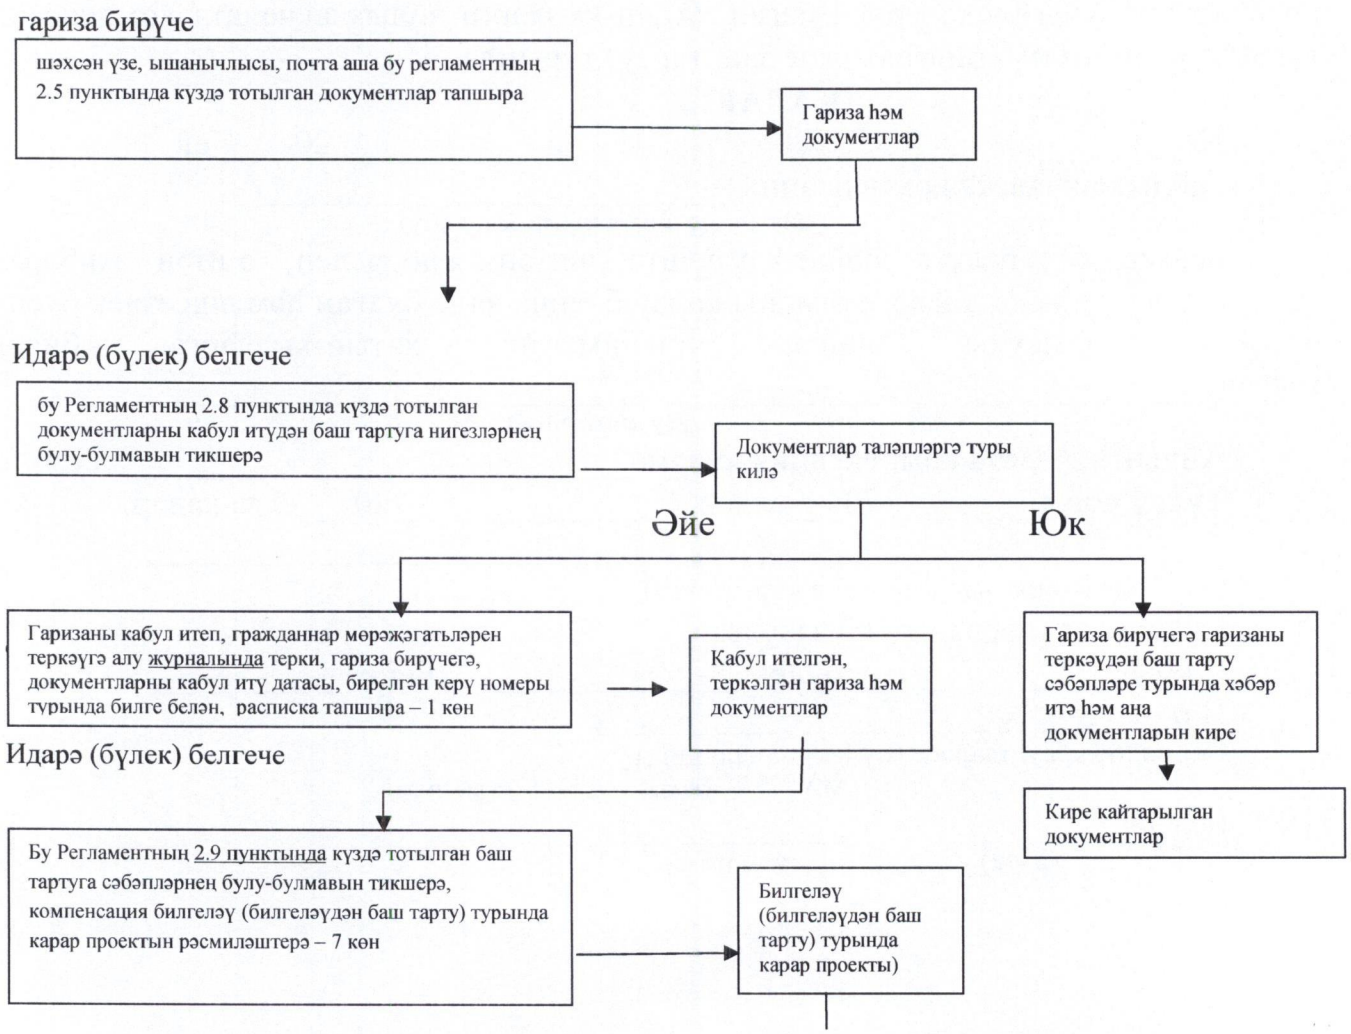 гариза бирүче
шәхсән үзе, ышанычлысы, почта аша бу регламентның
2.5 пунктында күздә тотылган документлар тапшыра
Гариза һәм
документлар
Идарә (бүлек) белгече
бу Регламентның 2.8 пунктында күздә тотылган
документларны кабул итүдән баш тартуга нигезләрнең
булу-булмавын тикшерә
Документлар таләпләргә туры
килә
Әйе
Юк
Гаризаны кабул итеп, гражданнар мөрәҗәгатьләрен
теркәүгә алу журналында терки, гариза бирүчегә,
документларны кабул итү датасы, бирелгән керү номеры
турында билге белән, расписка тапшыра – 1 көн
Кабул ителгән,
теркәлгән гариза һәм
документлар
Гариза бирүчегә гаризаны
теркәүдән баш тарту
сәбәпләре турында хәбәр
итә һәм аңа
документларын кире
Идарә (бүлек) белгече
Кире кайтарылган
документлар
Бу Регламентның 2.9 пунктында күздә тотылган баш
тартуга сәбәпләрнең булу-булмавын тикшерә,
компенсация билгеләү (билгеләүдән баш тарту) турында
карар проектын рәсмиләштерә – 7 көн
Билгеләү
(билгеләүдән баш
тарту) турында
карар проекты)